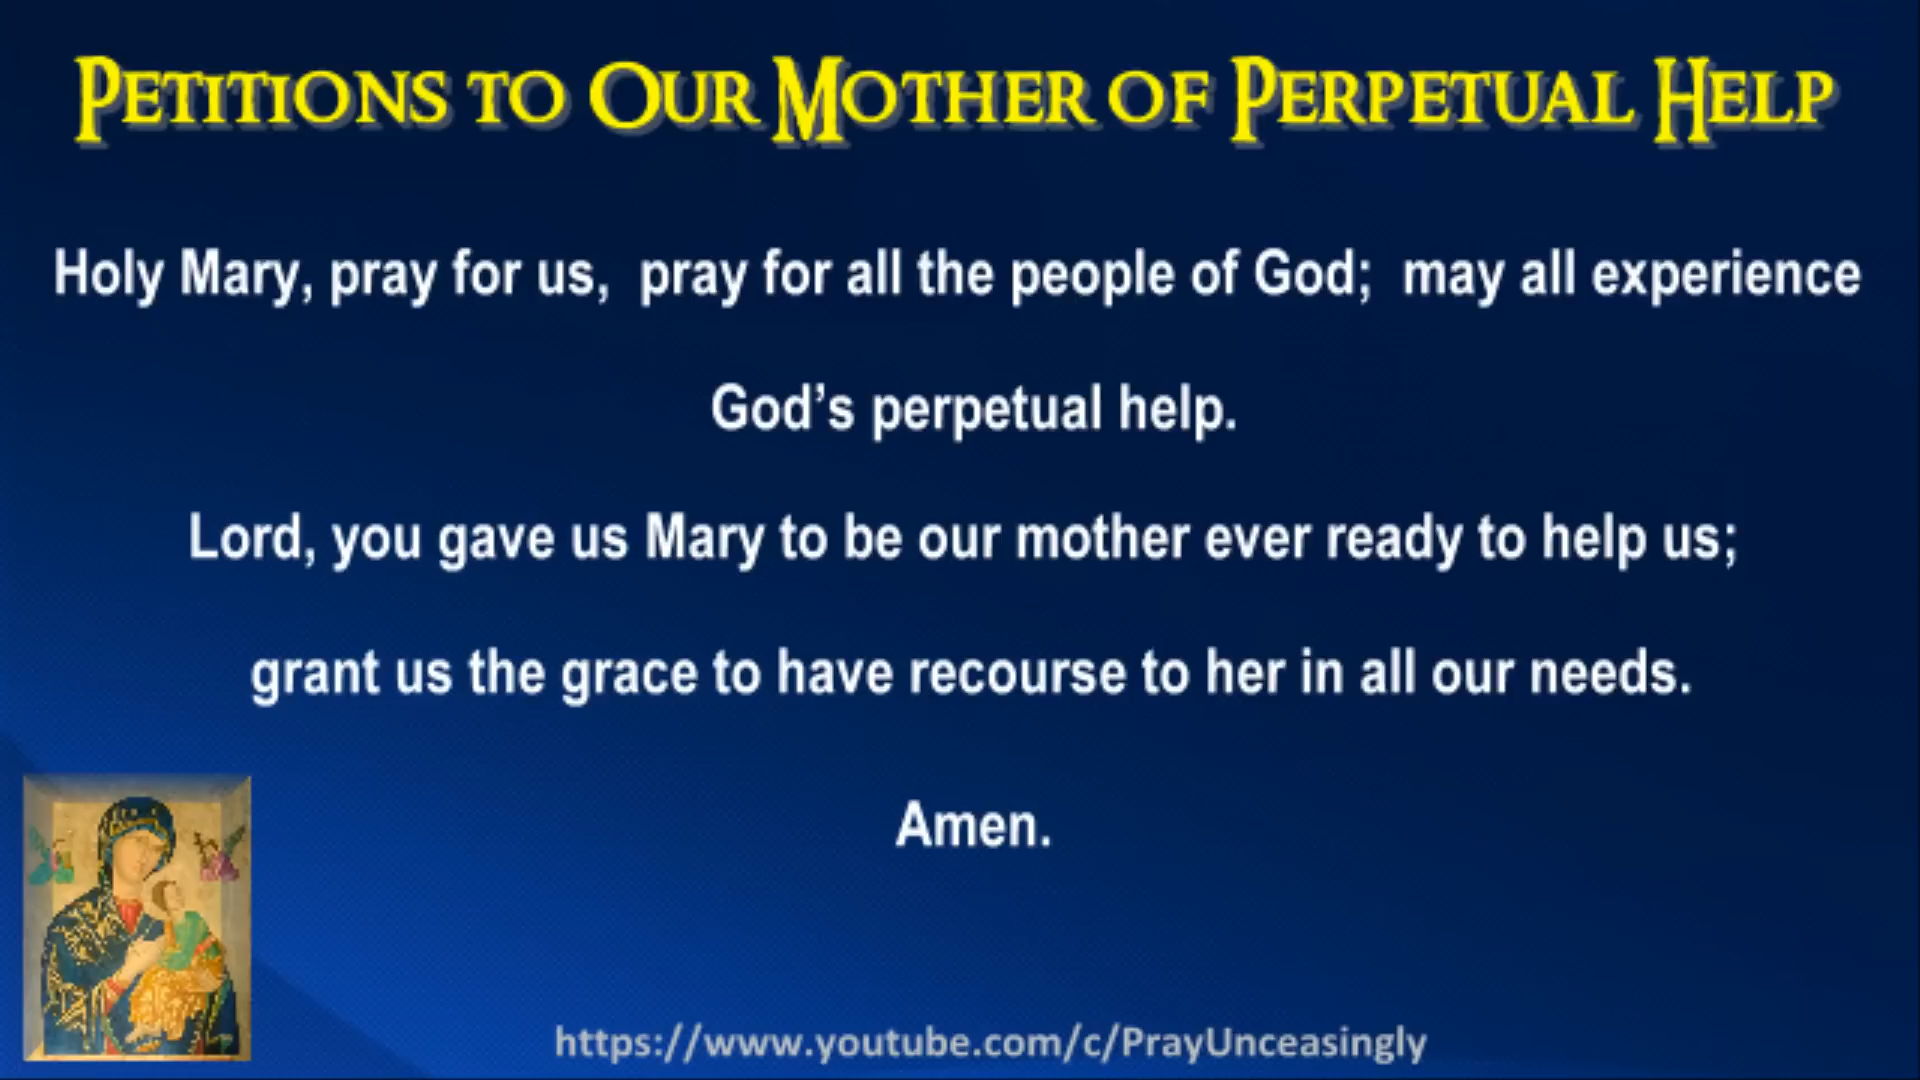 Petitions to Our Mother of Perpetual Help
Holy Mary, pray for us,  pray for all the people of God;  may all experience
God’s perpetual help.
Lord, you gave us Mary to be our mother ever ready to help us;
grant us the grace to have recourse to her in all our needs.
Amen.
https://www.youtube.com/c/PrayUnceasingly